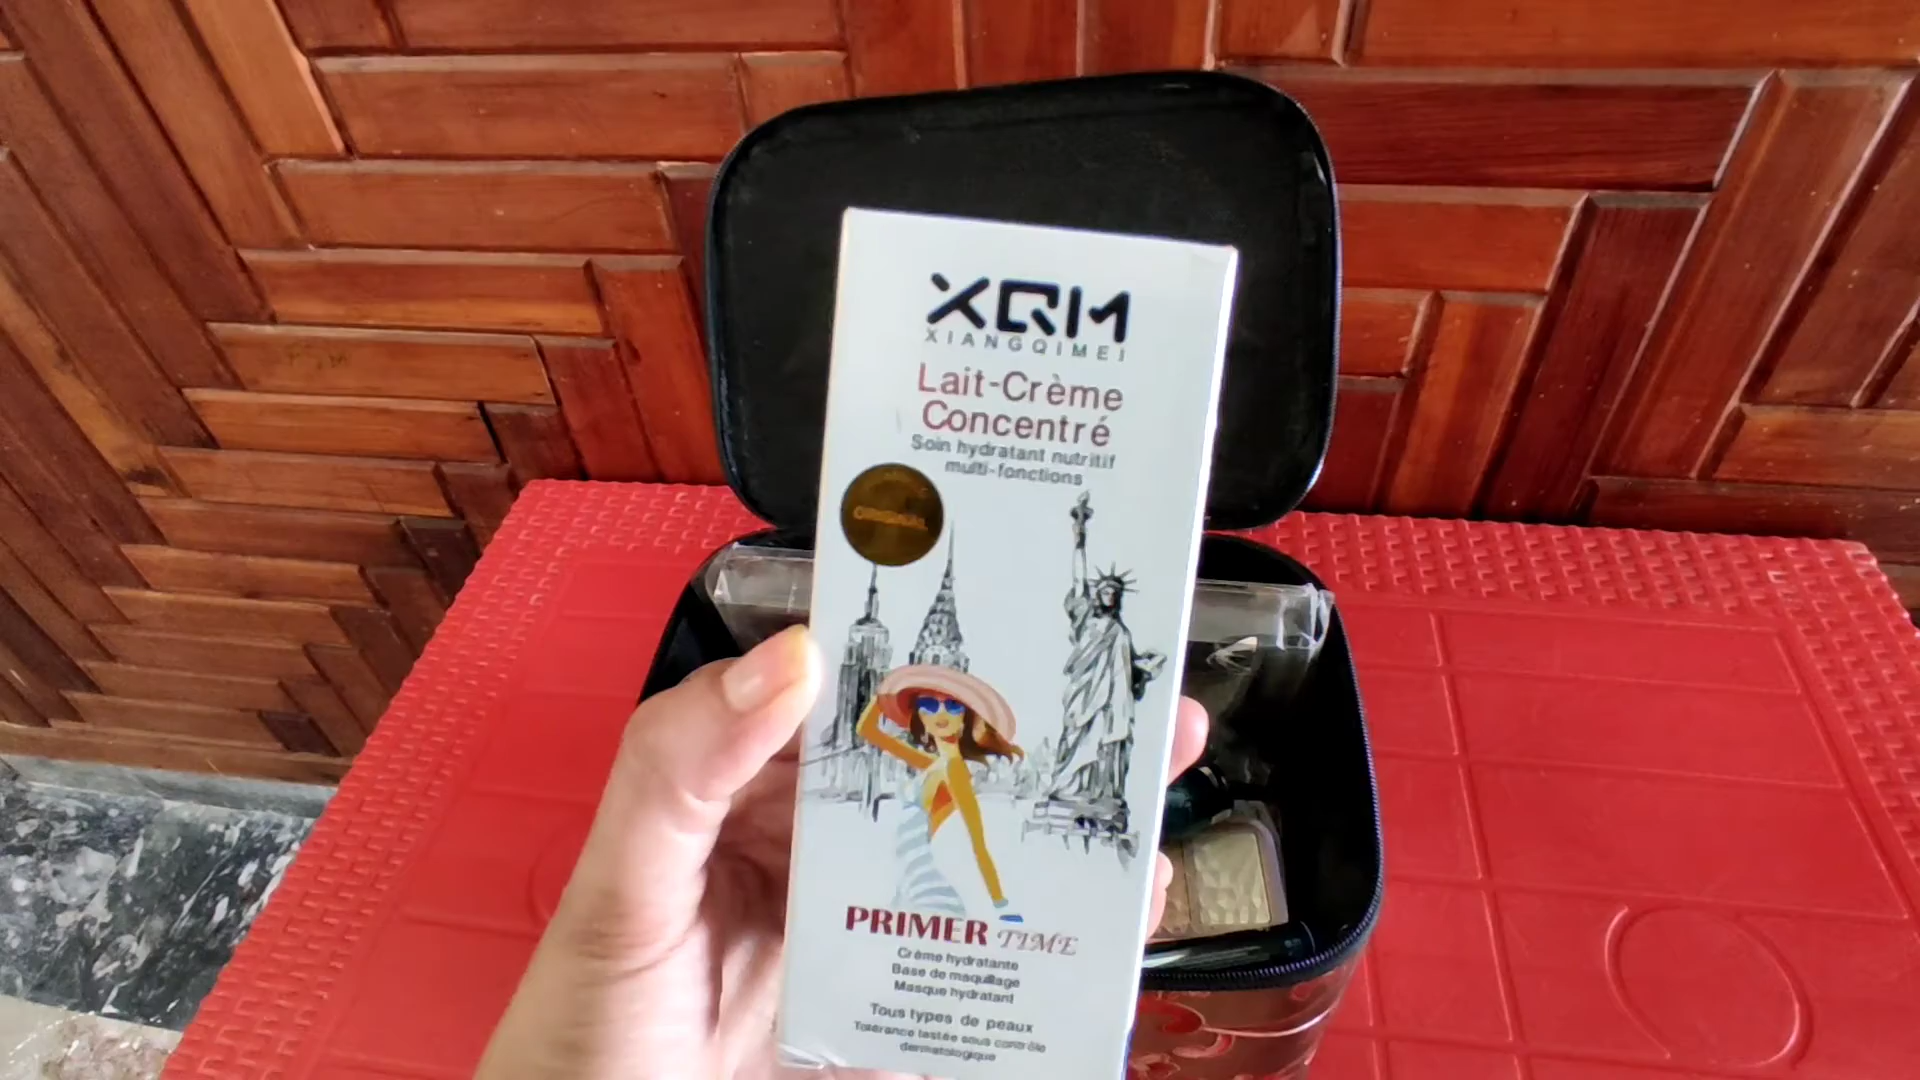 XQM
XIANGQIMEI
Lait-Crème
Concentré
Soin hydratant nutritif
multi-fonctions
ORIGINAL
PRIMER TIME
Crème hydratante
Base de maquillage
Masque hydratant
Tous types de peaux
Tolérance testée sous contrôle
dermatologique